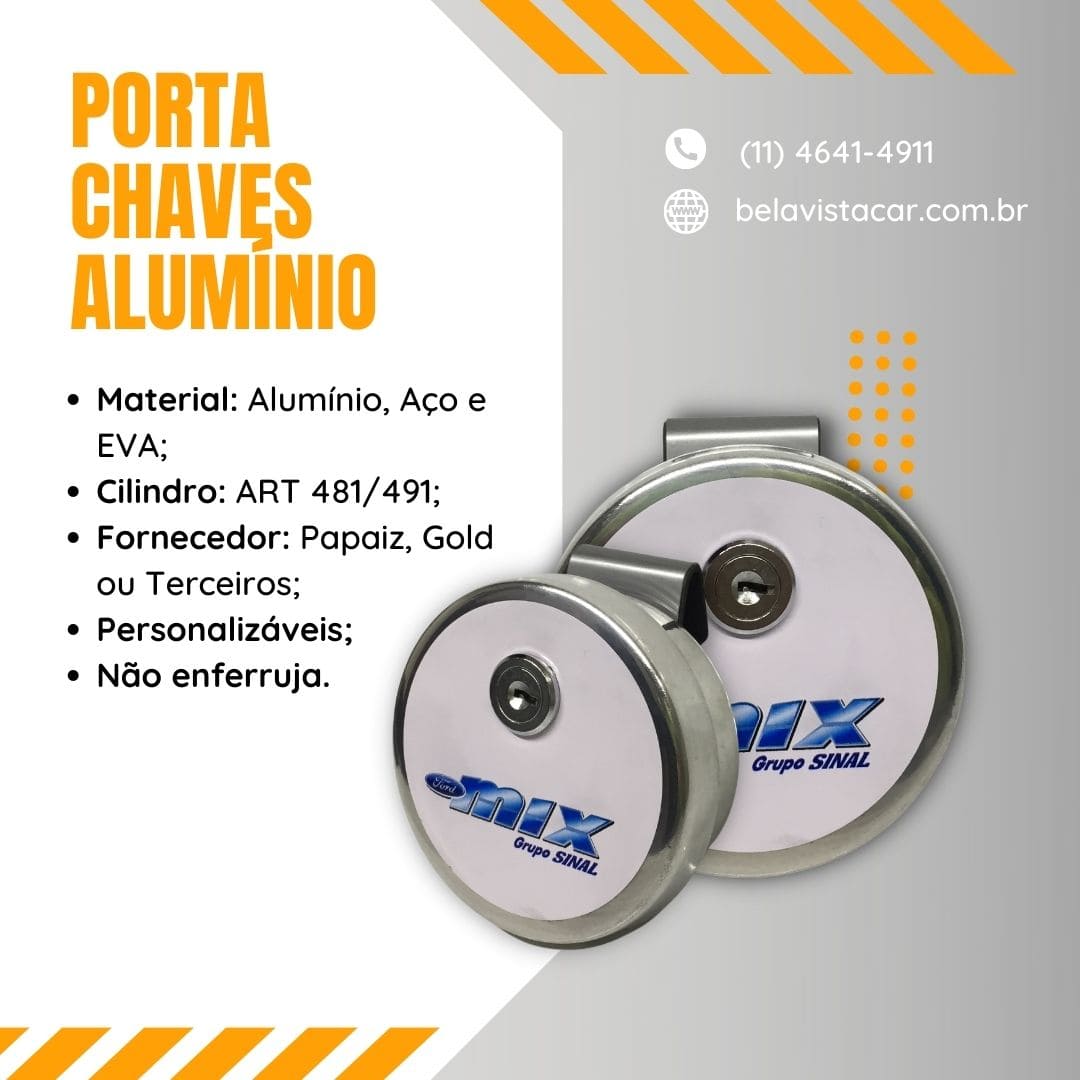 PORTA
CHAVES
ALUMÍNIO
(11) 4641-4911
WWW
belavistacar.com.br
• Material: Alumínio, Aço e
EVA;
• Cilindro: ART 481/491;
• Fornecedor: Papaiz, Gold
ou Terceiros;
• Personalizáveis;
• Não enferruja.
Ford
MIX
Grupo SINAL
MIX
Grupo SINAL